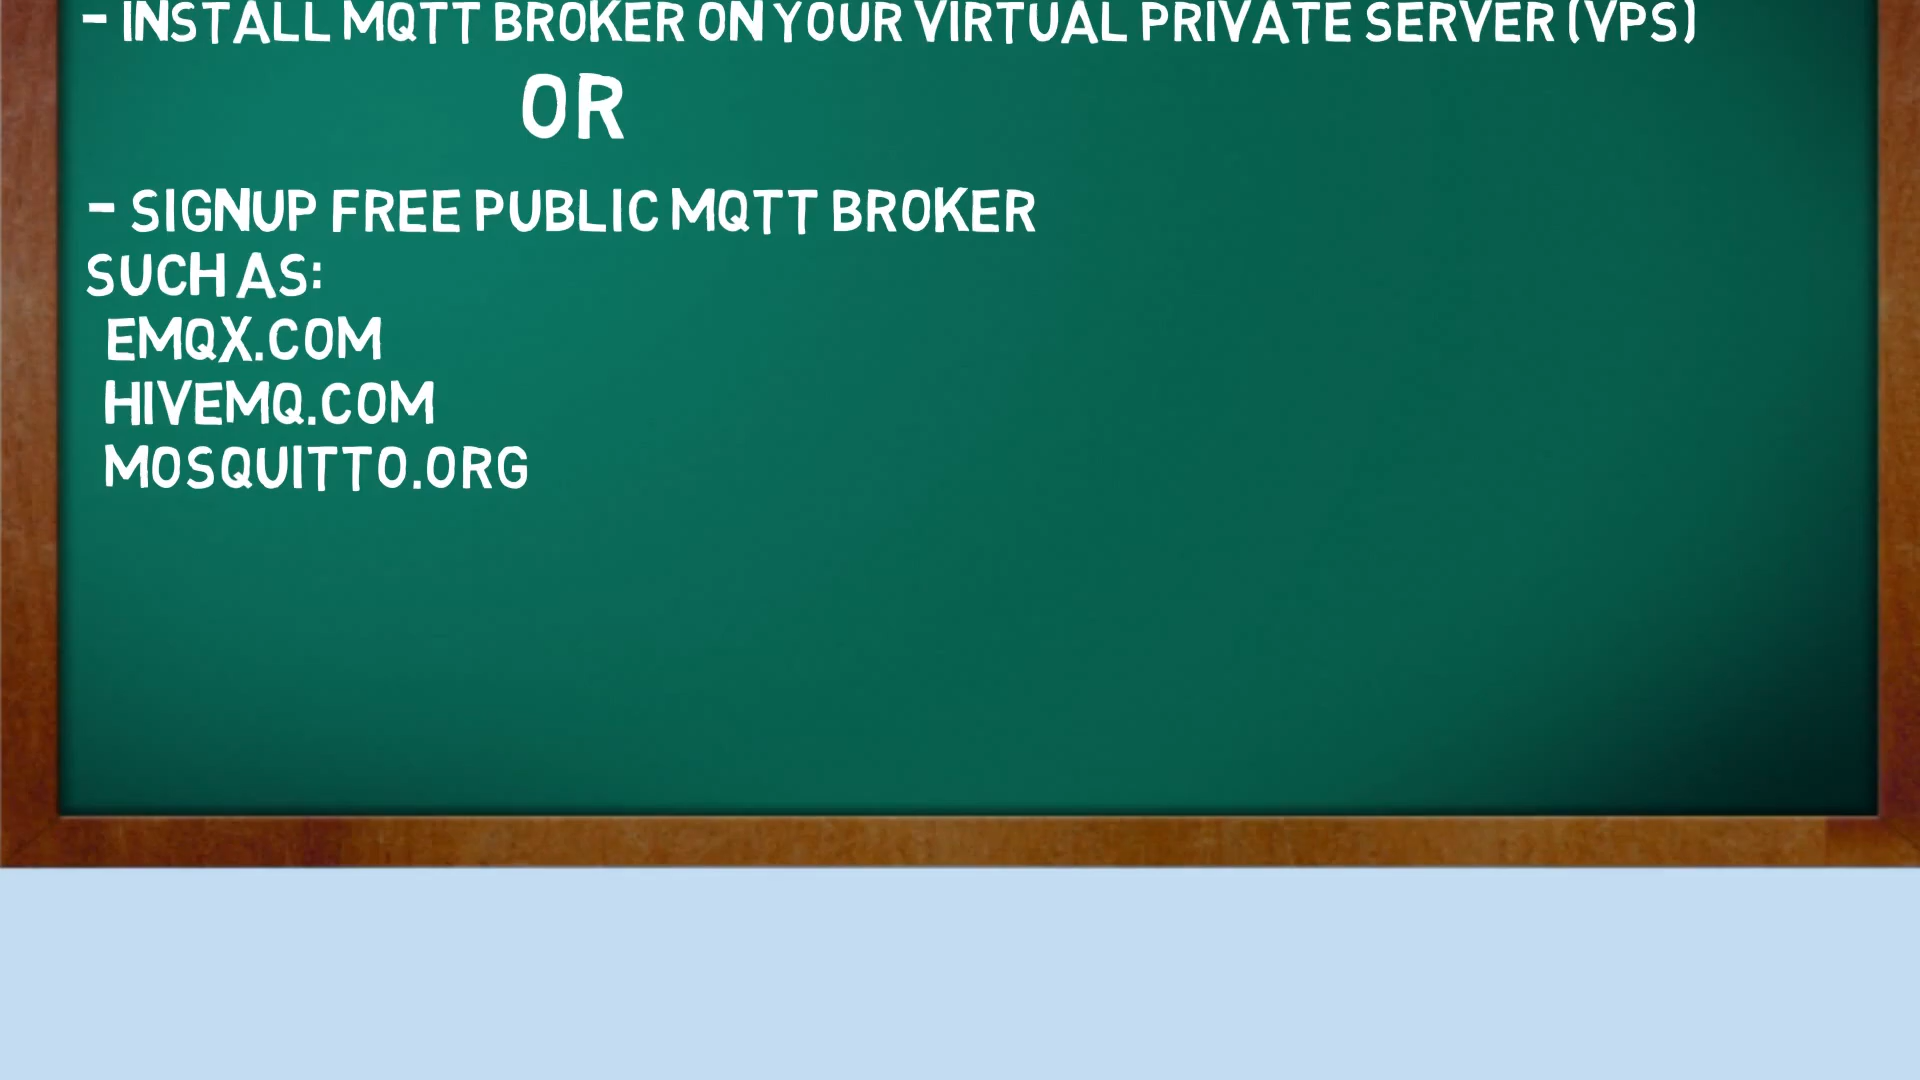 - INSTALL MQTT BROKER ON YOUR VIRTUAL PRIVATE SERVER (VPS)
OR
- SIGNUP FREE PUBLIC MQTT BROKER
SUCH AS:
EMQX.COM
HIVEMQ.COM
MOSQUITTO.ORG